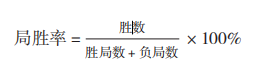 局胜率 = 胜数 / 胜局数 + 负局数 × 100%